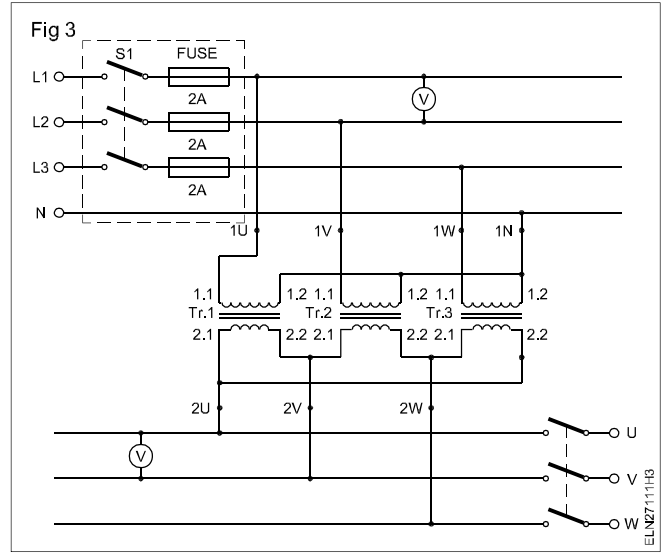 Fig 3
S1 FUSE
L1
2A
L2 V
2A
L3
2A
N
1U 1V 1W 1N
1.1 1.2 1.1 1.2 1.1 1.2
Tr.1 Tr.2 Tr.3
2.1 2.2 2.1 2.2 2.1 2.2
2U 2V 2W
U
V
V
W
ELN27111H3